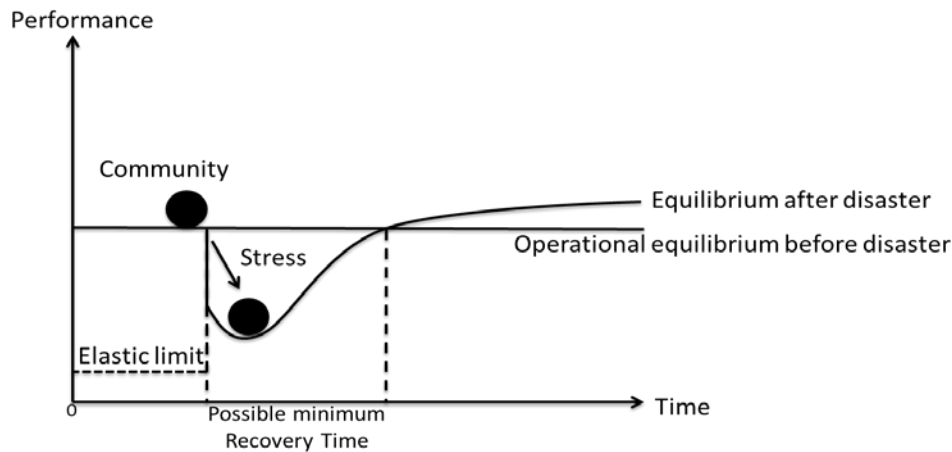 Performance
Community
Equilibrium after disaster
Operational equilibrium before disaster
Stress
Elastic limit
0
Possible minimum
Recovery Time
Time